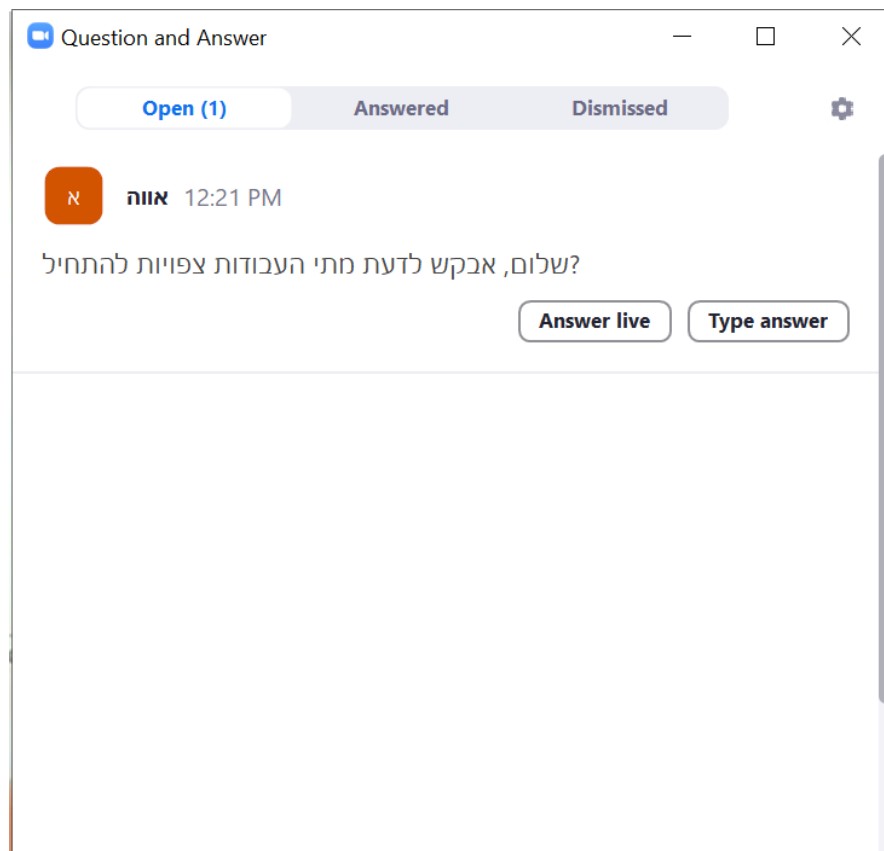 Question and Answer
Open (1) Answered Dismissed
א אווה 12:21 PM
שלום, אבקש לדעת מתי העבודות צפויות להתחיל?
Answer live Type answer